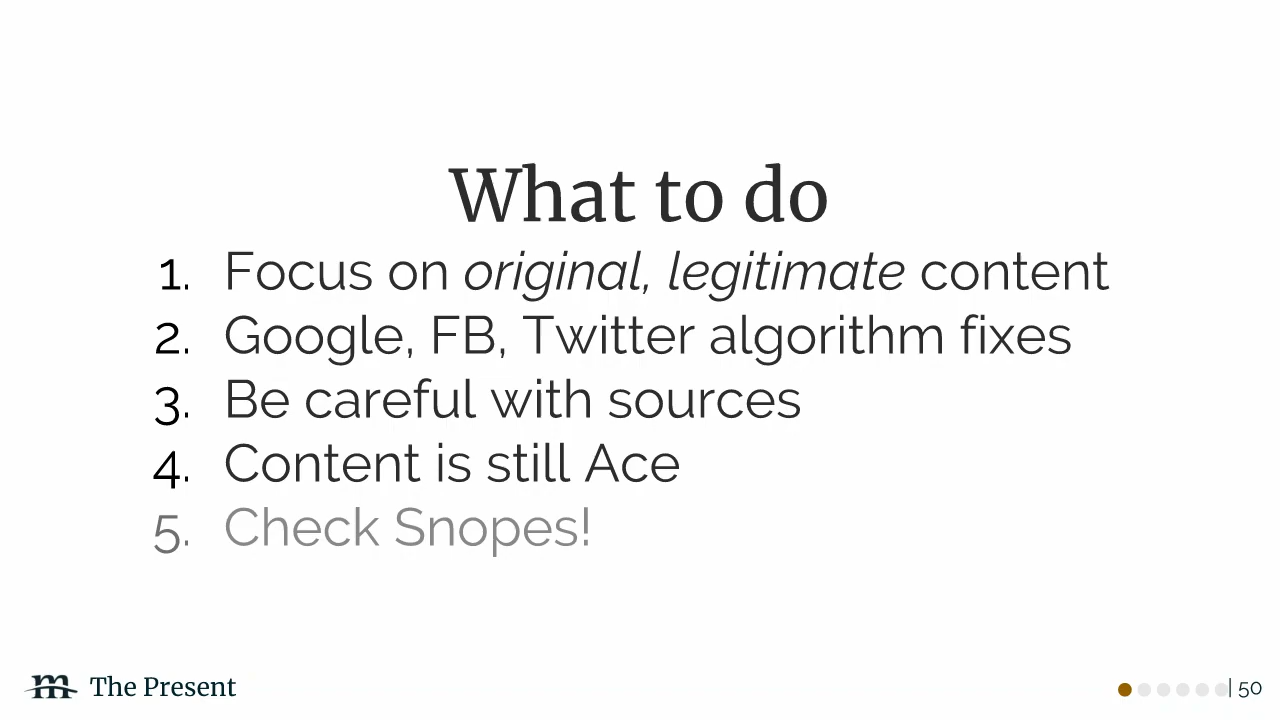 What to do
1. Focus on original, legitimate content
2. Google, FB, Twitter algorithm fixes
3. Be careful with sources
4. Content is still Ace
5. Check Snopes!
m The Present
| 50